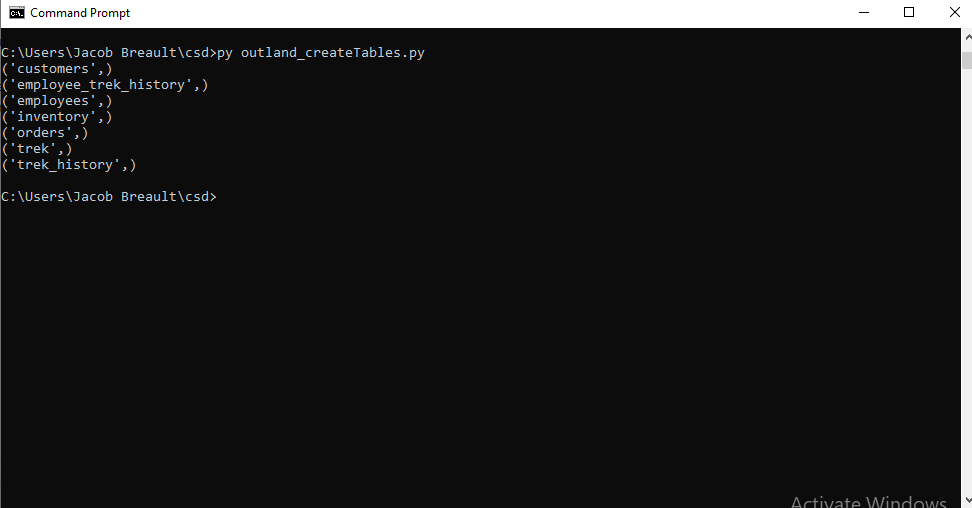 Command Prompt
C:\Users\Jacob Breault\csd>py outland_createTables.py
('customers',)
('employee_trek_history',)
('employees',)
('inventory',)
('orders',)
('trek',)
('trek_history',)
C:\Users\Jacob Breault\csd>
Activate Windows